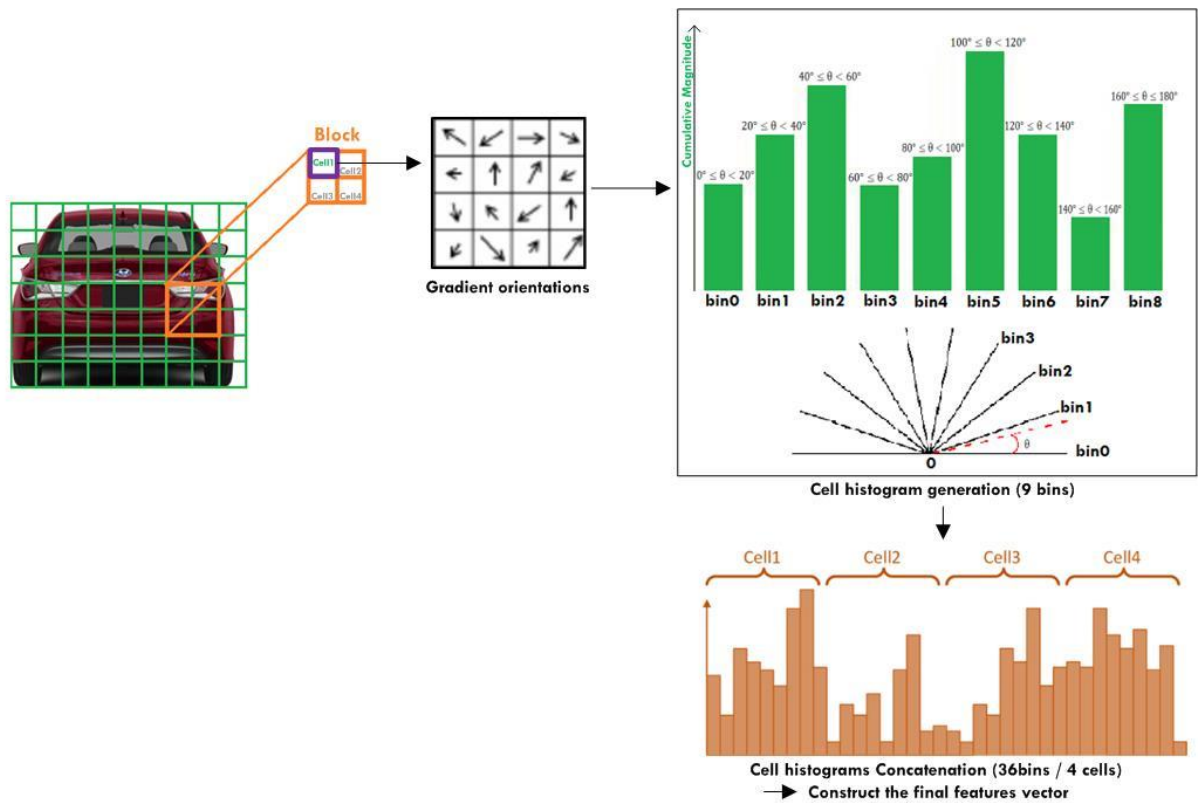 Block
Cell1
Cell2
Cell3
Cell4
Gradient orientations
Cumulative Magnitude
0° ≤ θ < 20°
20° ≤ θ < 40°
40° ≤ θ < 60°
60° ≤ θ < 80°
80° ≤ θ < 100°
100° ≤ θ < 120°
120° ≤ θ < 140°
140° ≤ θ < 160°
160° ≤ θ ≤ 180°
bin0 bin1 bin2 bin3 bin4 bin5 bin6 bin7 bin8
bin3
bin2
bin1
θ
bin0
0
Cell histogram generation (9 bins)
Cell1 Cell2 Cell3 Cell4
Cell histograms Concatenation (36bins / 4 cells)
Construct the final features vector